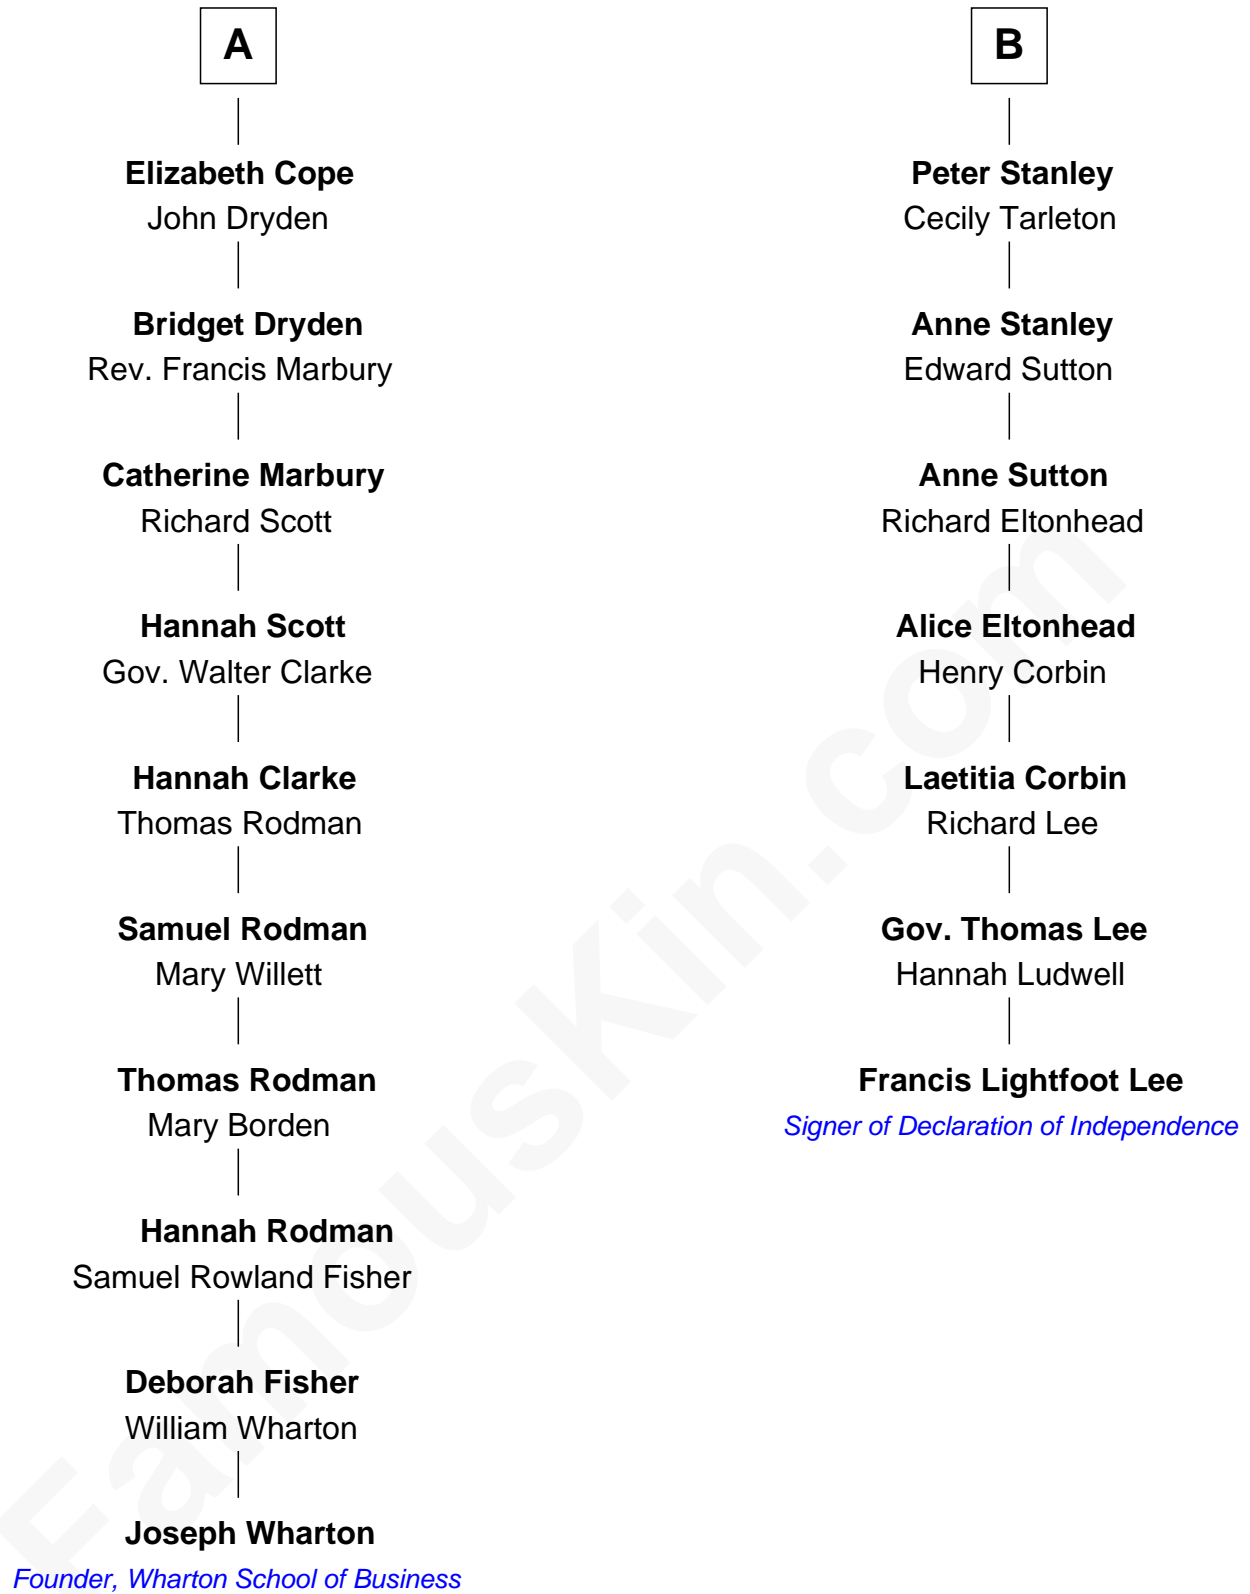 A
Elizabeth Cope
John Dryden
Bridget Dryden
Rev. Francis Marbury
Catherine Marbury
Richard Scott
Hannah Scott
Gov. Walter Clarke
Hannah Clarke
Thomas Rodman
Samuel Rodman
Mary Willett
Thomas Rodman
Mary Borden
Hannah Rodman
Samuel Rowland Fisher
Deborah Fisher
William Wharton
Joseph Wharton
Founder, Wharton School of Business
B
Peter Stanley
Cecily Tarleton
Anne Stanley
Edward Sutton
Anne Sutton
Richard Eltonhead
Alice Eltonhead
Henry Corbin
Laetitia Corbin
Richard Lee
Gov. Thomas Lee
Hannah Ludwell
Francis Lightfoot Lee
Signer of Declaration of Independence
FamousKin.com